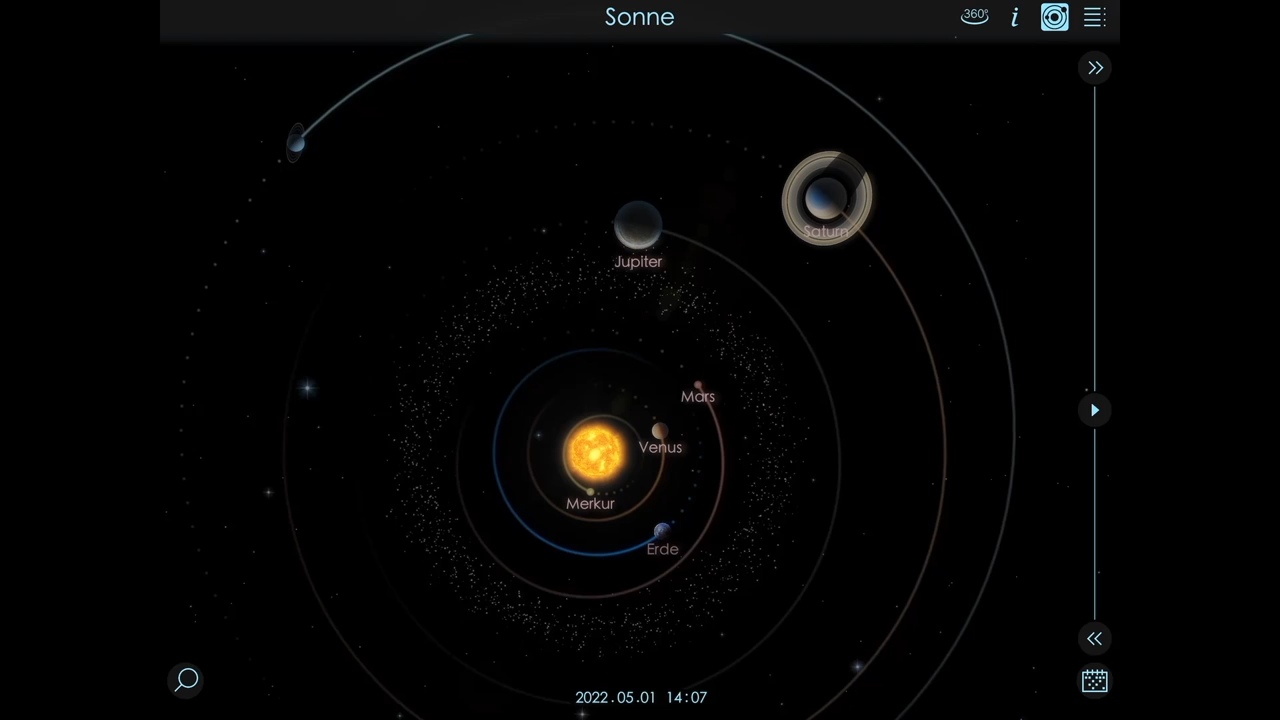 Sonne
360°
i
Saturn
Jupiter
Mars
Venus
Merkur
Erde
2022.05.01 14:07